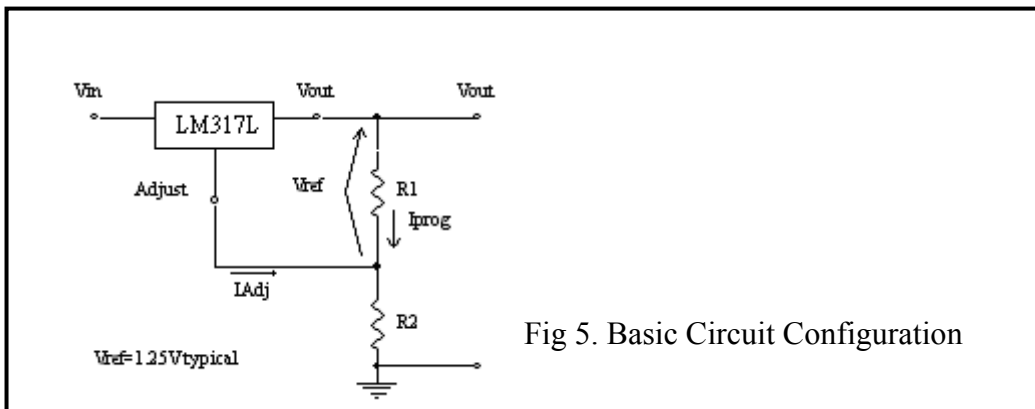 Vin
Vout
Vout
LM317L
Adjust
Vref
R1
Iprog
IAdj
R2
Fig 5. Basic Circuit Configuration
Vref=1.25Vtypical